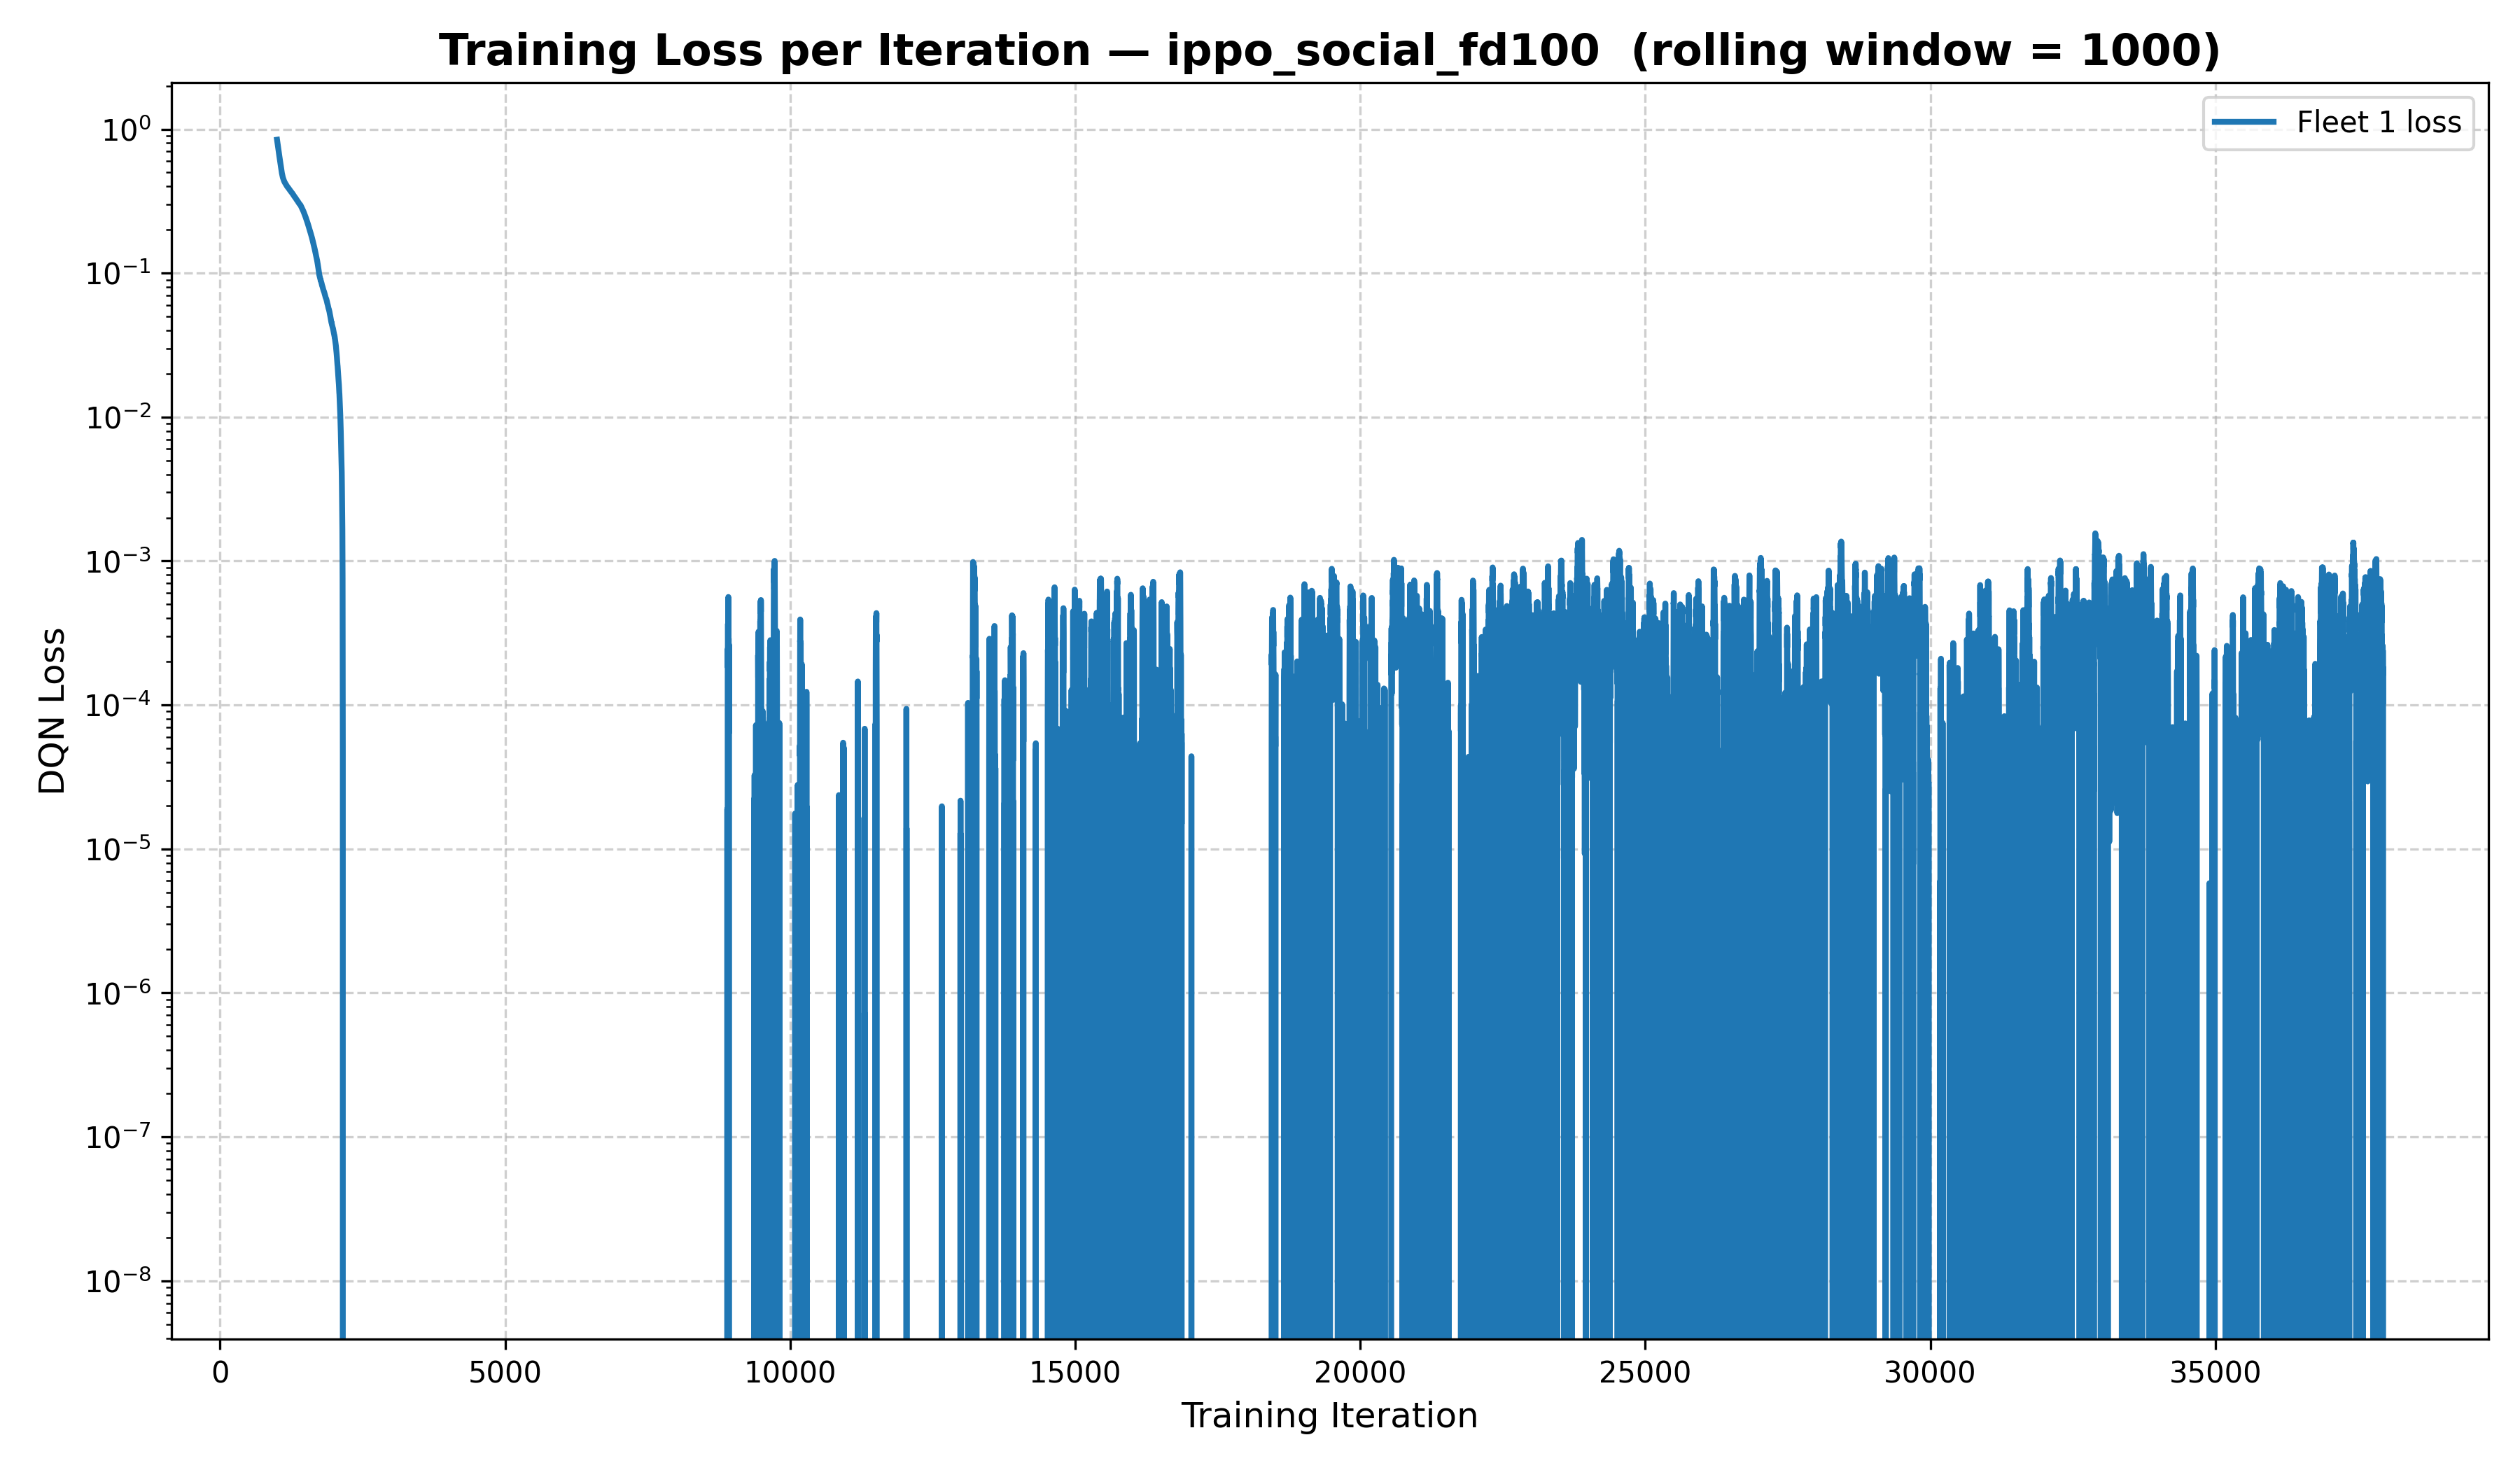 Training Loss per Iteration — ippo_social_fd100 (rolling window = 1000)
Fleet 1 loss
DQN Loss
10⁰
10⁻¹
10⁻²
10⁻³
10⁻⁴
10⁻⁵
10⁻⁶
10⁻⁷
10⁻⁸
0 5000 10000 15000 20000 25000 30000 35000
Training Iteration